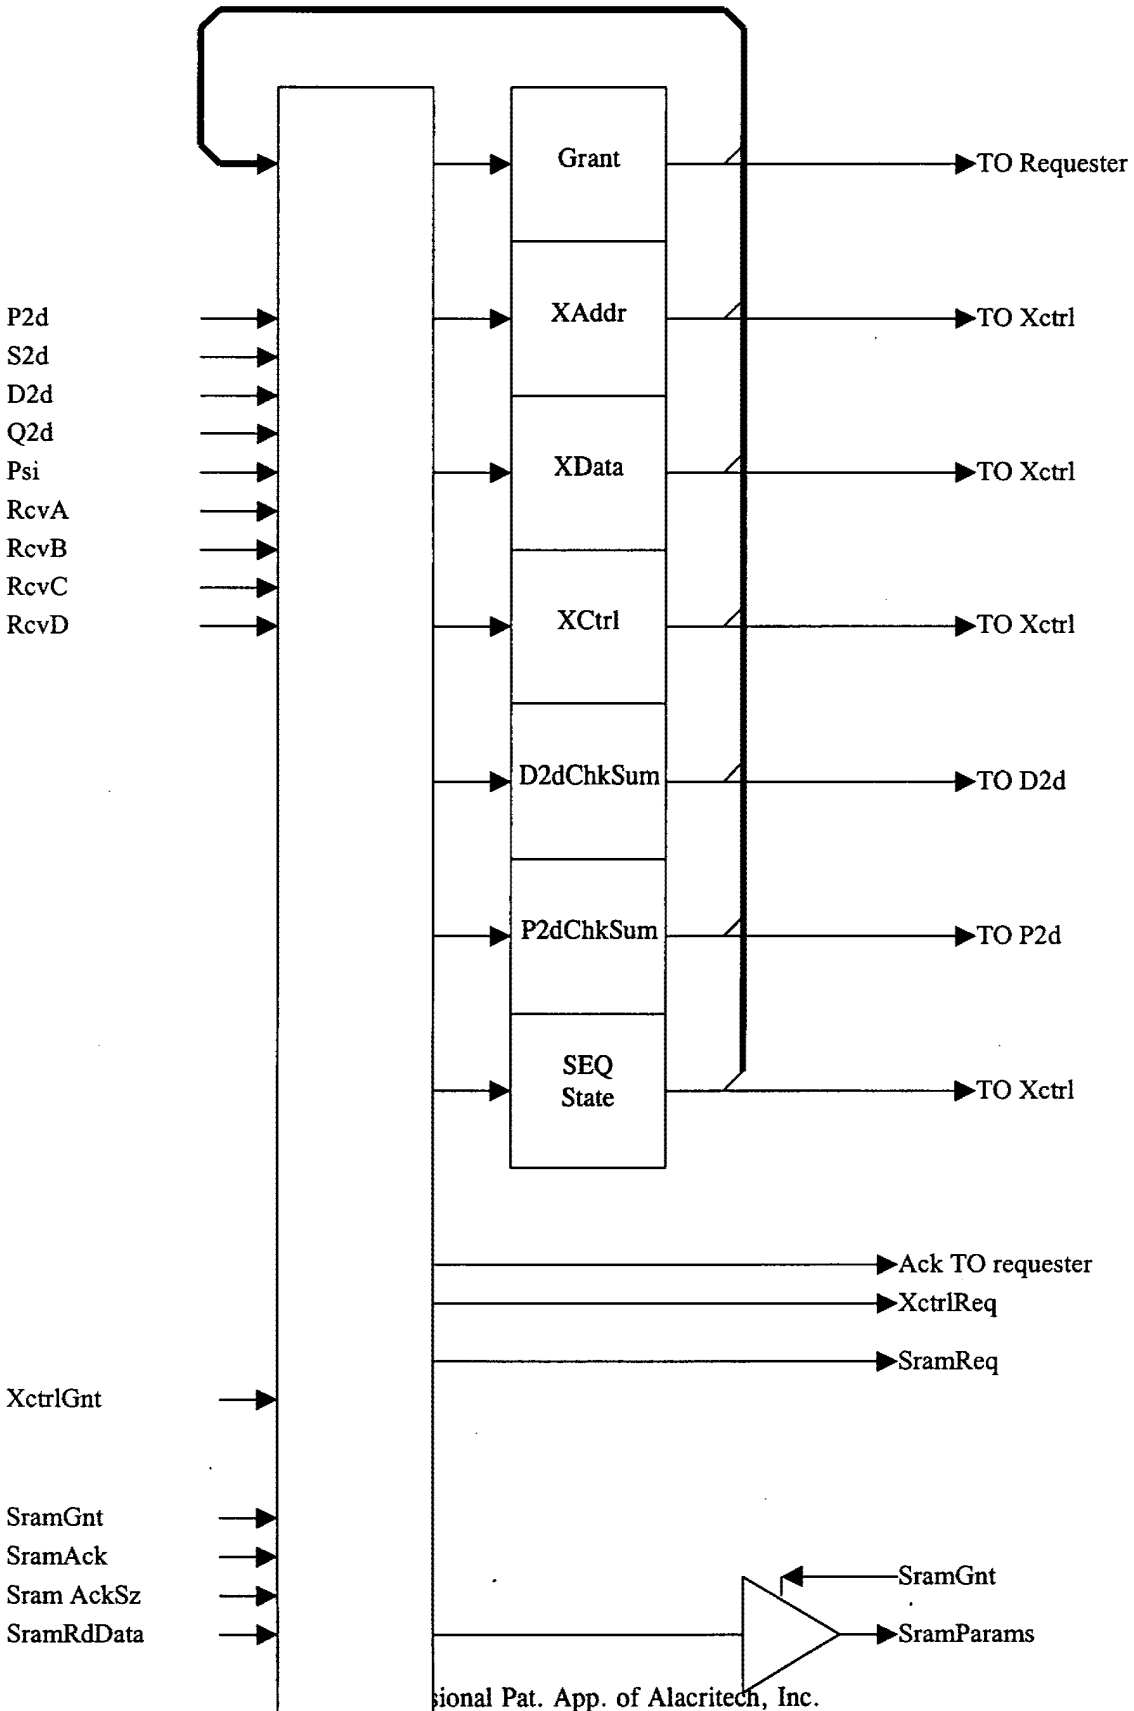 Grant
TO Requester
P2d
XAddr
TO Xctrl
S2d
D2d
Q2d
Psi
XData
TO Xctrl
RcvA
RcvB
RcvC
RcvD
XCtrl
TO Xctrl
D2dChkSum
TO D2d
P2dChkSum
TO P2d
SEQ
State
TO Xctrl
Ack TO requester
XctrlReq
SramReq
XctrlGnt
SramGnt
SramAck
Sram AckSz
SramRdData
SramGnt
SramParams
Pat. App. of Alacritech, Inc.